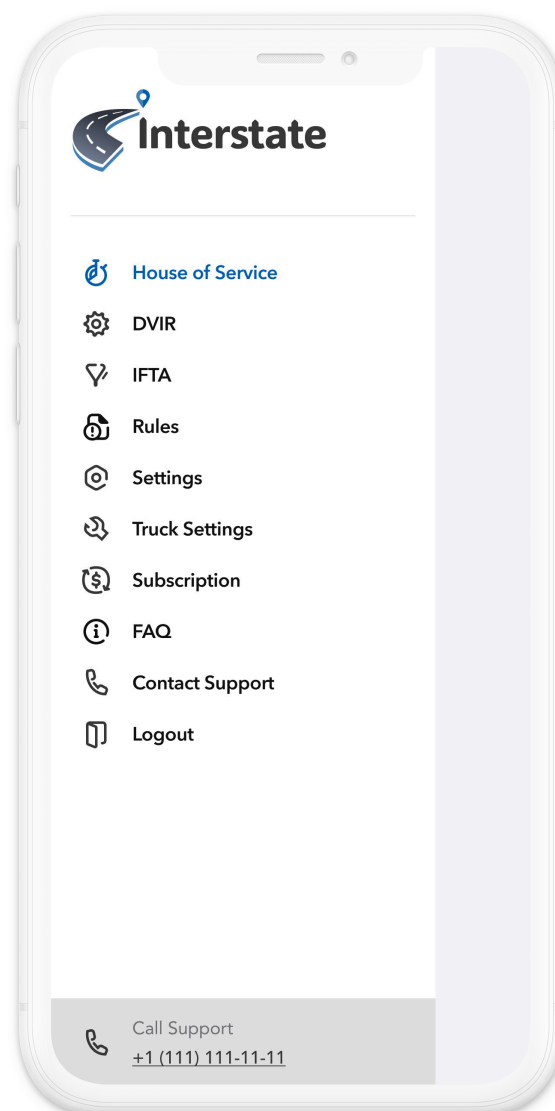 Interstate
House of Service
DVIR
IFTA
Rules
Settings
Truck Settings
Subscription
FAQ
Contact Support
Logout
Call Support
+1 (111) 111-11-11